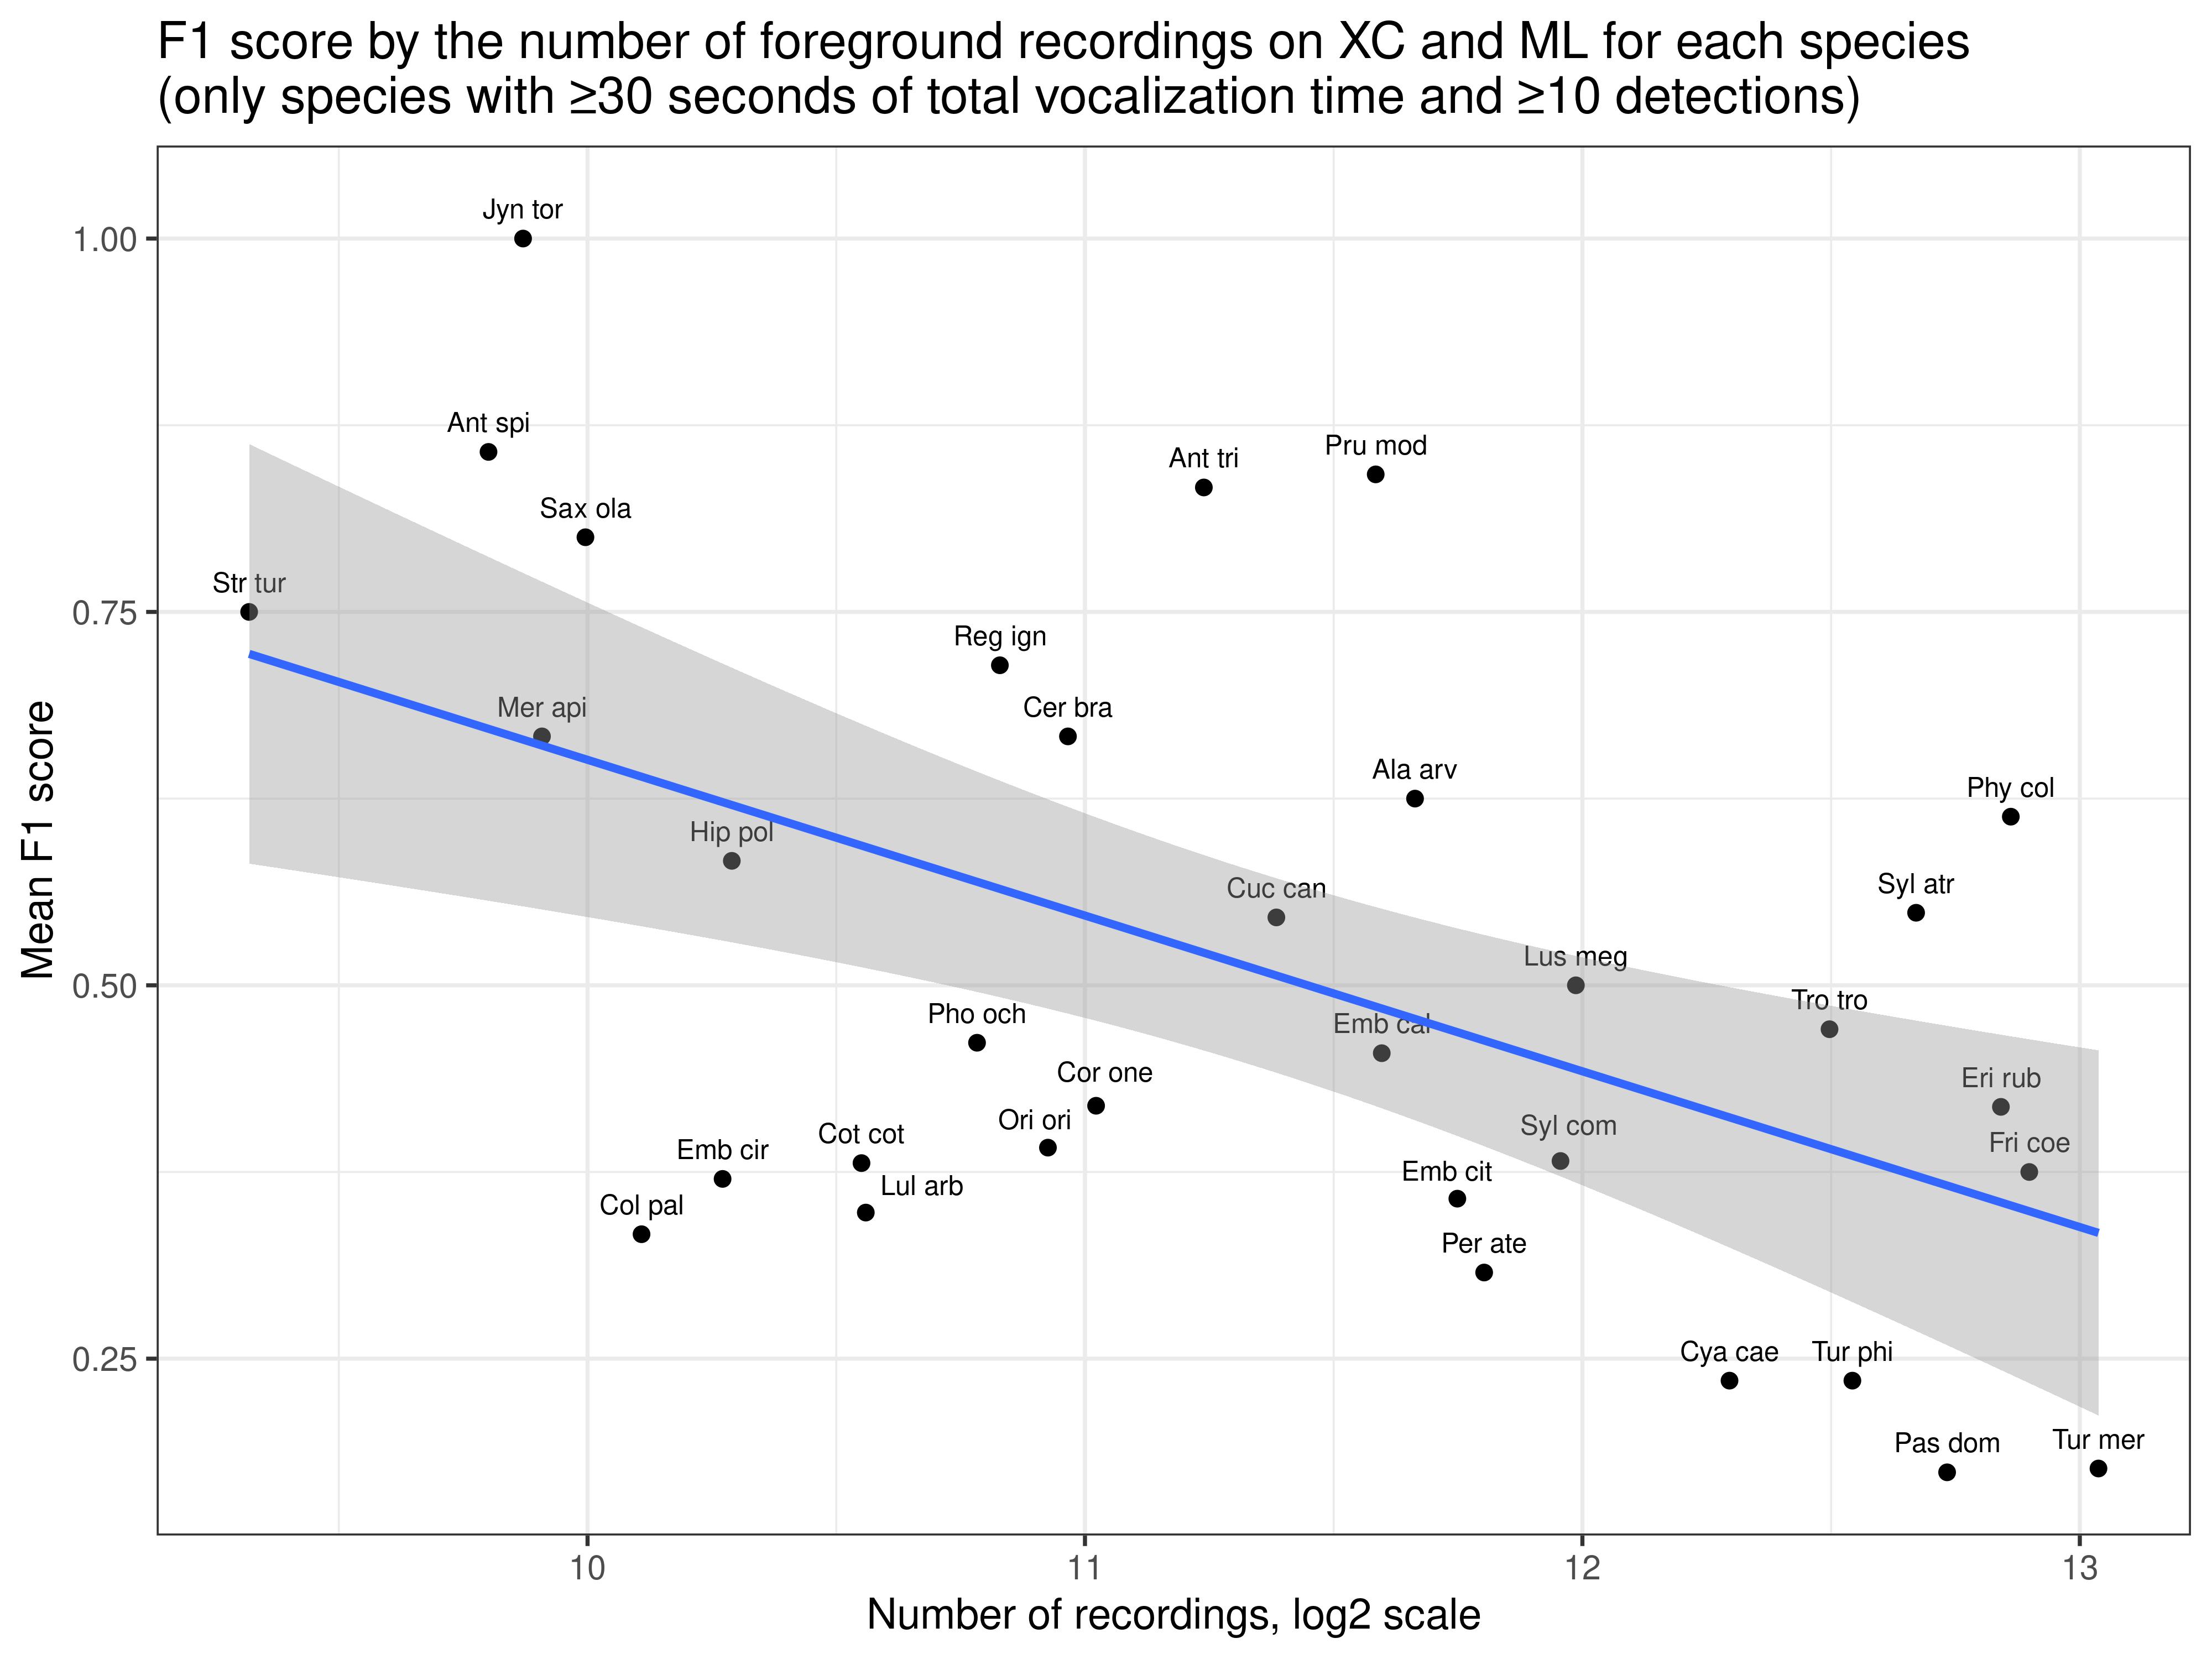 F1 score by the number of foreground recordings on XC and ML for each species
(only species with ≥30 seconds of total vocalization time and ≥10 detections)
Jyn tor
1.00
Ant spi
Pru mod
Ant tri
Sax ola
Str tur
0.75
Reg ign
Mer api
Cer bra
Ala arv
Phy col
Hip pol
Syl atr
Cuc can
Lus meg
0.50
Tro tro
Pho och
Emb cal
Cor one
Eri rub
Ori ori
Syl com
Cot cot
Fri coe
Emb cir
Emb cit
Lul arb
Col pal
Per ate
Cya cae
Tur phi
0.25
Pas dom
Tur mer
Mean F1 score
10
11
12
13
Number of recordings, log2 scale